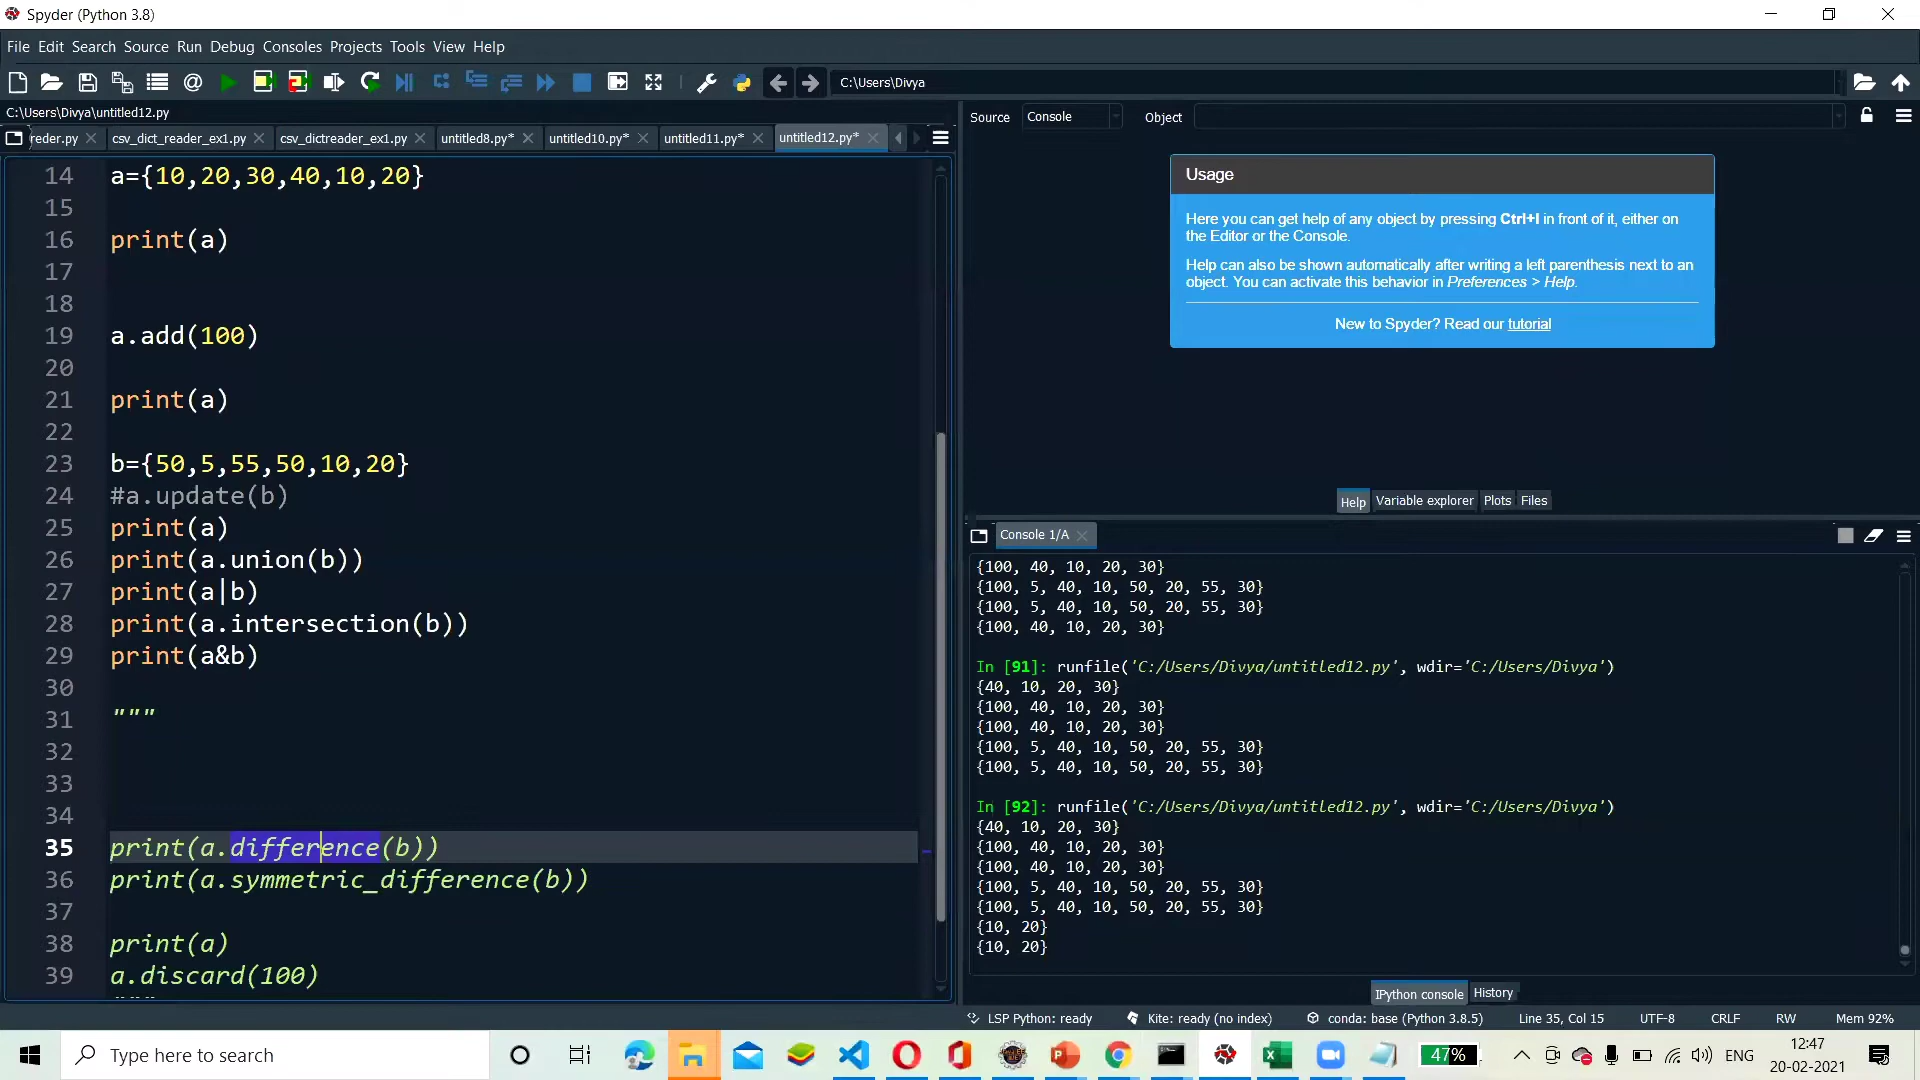 Spyder (Python 3.8)
File Edit Search Source Run Debug Consoles Projects Tools View Help
C:\Users\Divya
C:\Users\Divya\untitled12.py
reder.py csv_dict_reader_ex1.py csv_dictreader_ex1.py untitled8.py* untitled10.py* untitled11.py* untitled12.py*
14 a={10,20,30,40,10,20}
15
16 print(a)
17
18
19 a.add(100)
20
21 print(a)
22
23 b={50,5,55,50,10,20}
24 #a.update(b)
25 print(a)
26 print(a.union(b))
27 print(a|b)
28 print(a.intersection(b))
29 print(a&b)
30
31 """
32
33
34
35 print(a.difference(b))
36 print(a.symmetric_difference(b))
37
38 print(a)
39 a.discard(100)
Source Console Object
Usage
Here you can get help of any object by pressing Ctrl+I in front of it, either on
the Editor or the Console.
Help can also be shown automatically after writing a left parenthesis next to an
object. You can activate this behavior in Preferences > Help.
New to Spyder? Read our tutorial
Help Variable explorer Plots Files
Console 1/A
{100, 40, 10, 20, 30}
{100, 5, 40, 10, 50, 20, 55, 30}
{100, 5, 40, 10, 50, 20, 55, 30}
{100, 40, 10, 20, 30}
In [91]: runfile('C:/Users/Divya/untitled12.py', wdir='C:/Users/Divya')
{40, 10, 20, 30}
{100, 40, 10, 20, 30}
{100, 40, 10, 20, 30}
{100, 5, 40, 10, 50, 20, 55, 30}
{100, 5, 40, 10, 50, 20, 55, 30}
In [92]: runfile('C:/Users/Divya/untitled12.py', wdir='C:/Users/Divya')
{40, 10, 20, 30}
{100, 40, 10, 20, 30}
{100, 40, 10, 20, 30}
{100, 5, 40, 10, 50, 20, 55, 30}
{100, 5, 40, 10, 50, 20, 55, 30}
{10, 20}
{10, 20}
IPython console History
LSP Python: ready Kite: ready (no index) conda: base (Python 3.8.5) Line 35, Col 15 UTF-8 CRLF RW Mem 92%
Type here to search
47%
ENG
12:47
20-02-2021